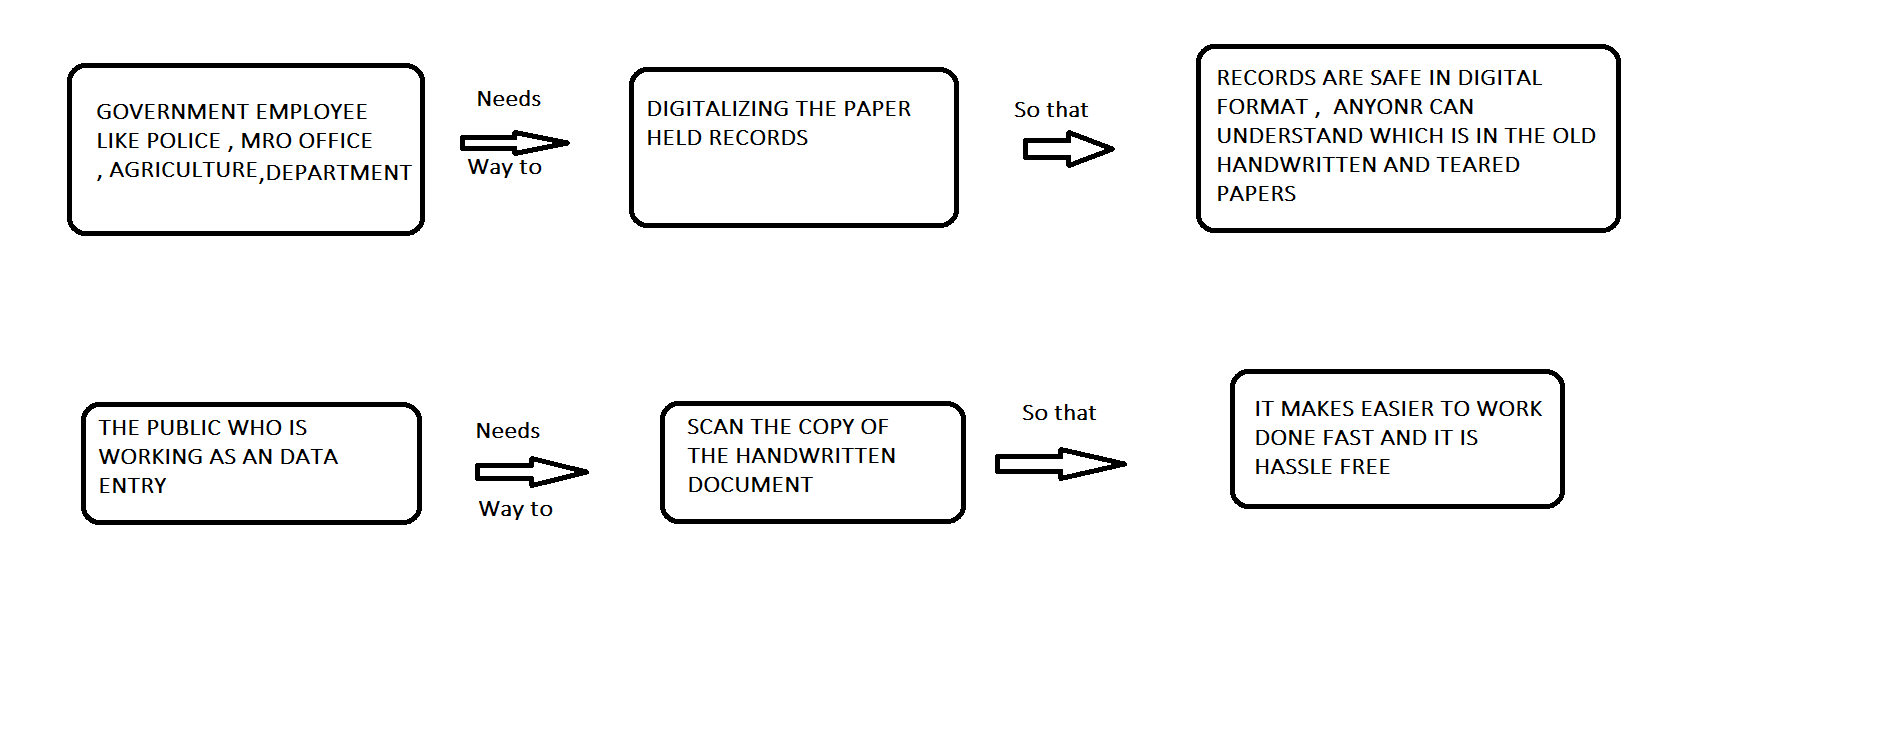 GOVERNMENT EMPLOYEE
LIKE POLICE , MRO OFFICE
, AGRICULTURE,DEPARTMENT
Needs
Way to
DIGITALIZING THE PAPER
HELD RECORDS
So that
RECORDS ARE SAFE IN DIGITAL
FORMAT ,  ANYONR CAN
UNDERSTAND WHICH IS IN THE OLD
HANDWRITTEN AND TEARED
PAPERS
THE PUBLIC WHO IS
WORKING AS AN DATA
ENTRY
Needs
Way to
SCAN THE COPY OF
THE HANDWRITTEN
DOCUMENT
So that
IT MAKES EASIER TO WORK
DONE FAST AND IT IS
HASSLE FREE